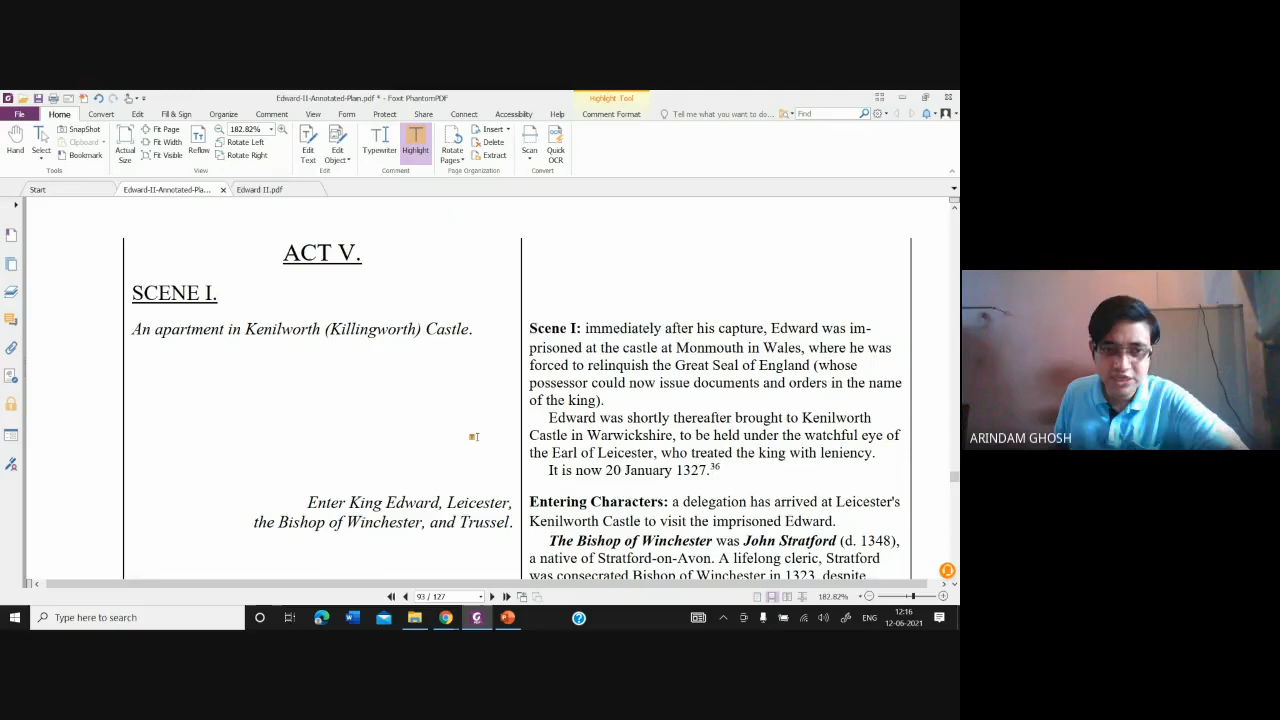 Edward-II-Annotated-Plam.pdf * - Foxit PhantomPDF
Highlight Tool
File Home Convert Edit Fill & Sign Organize Comment View Form Protect Share Connect Accessibility Help Comment Format Tell me what you want to do... Find
Hand
Select
SnapShot
Clipboard
Bookmark
Tools
Actual Size
Fit Page
Fit Width
Fit Visible
Reflow
182.82%
Rotate Left
Rotate Right
View
Edit Text
Edit Object
Edit
Typewriter
Highlight
Comment
Rotate Pages
Insert
Delete
Extract
Page Organization
Scan
Quick OCR
Convert
Start
Edward-II-Annotated-Pla...
Edward II.pdf
ACT V.
SCENE I.
An apartment in Kenilworth (Killingworth) Castle.
Enter King Edward, Leicester,
the Bishop of Winchester, and Trussel.
Scene I: immediately after his capture, Edward was im-
prisoned at the castle at Monmouth in Wales, where he was
forced to relinquish the Great Seal of England (whose
possessor could now issue documents and orders in the name
of the king).
Edward was shortly thereafter brought to Kenilworth
Castle in Warwickshire, to be held under the watchful eye of
the Earl of Leicester, who treated the king with leniency.
It is now 20 January 1327.36
Entering Characters: a delegation has arrived at Leicester's
Kenilworth Castle to visit the imprisoned Edward.
The Bishop of Winchester was John Stratford (d. 1348),
a native of Stratford-on-Avon. A lifelong cleric, Stratford
was consecrated Bishop of Winchester in 1323, despite
93 / 127
182.82%
Type here to search
ENG
12:16
12-06-2021
ARINDAM GHOSH